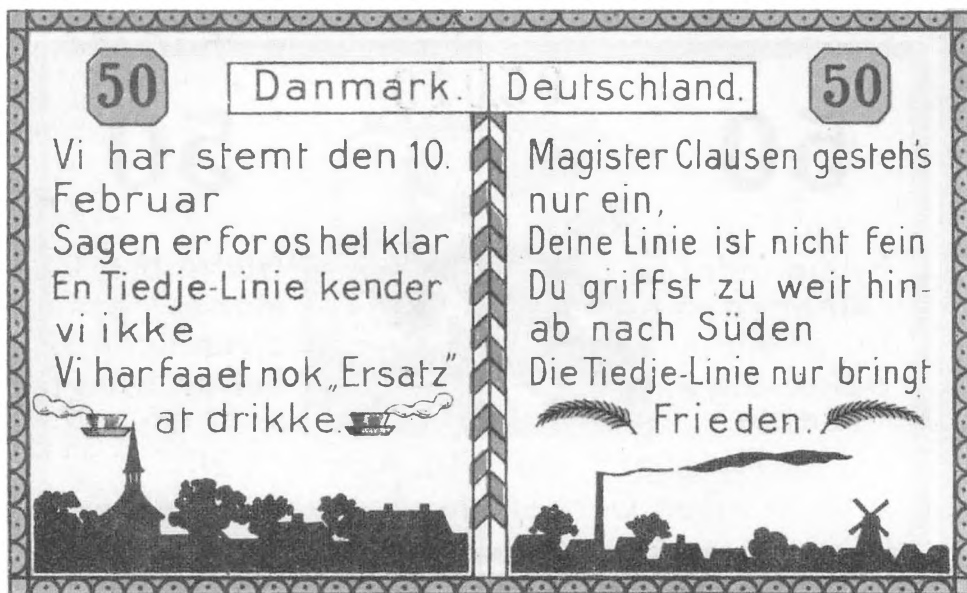 50
Danmark. Deutschland.
50
Vi har stemt den 10.
Februar
Sagen er for os hel klar
En Tiedje-Linie kender
vi ikke
Vi har faaet nok „Ersatz”
at drikke.
Magister Clausen gesteh's
nur ein,
Deine Linie ist nicht fein
Du griffst zu weit hin-
ab nach Süden
Die Tiedje-Linie nur bringt
Frieden.